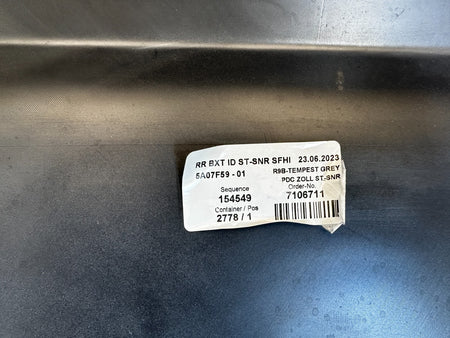 RR BXT ID ST-SNR SFHI 23.06.2023
5A07F59 - 01 R9B-TEMPEST GREY
PDC ZOLL ST-SNR
Sequence Order-No.
154549 7106711
Container / Pos
2778 / 1